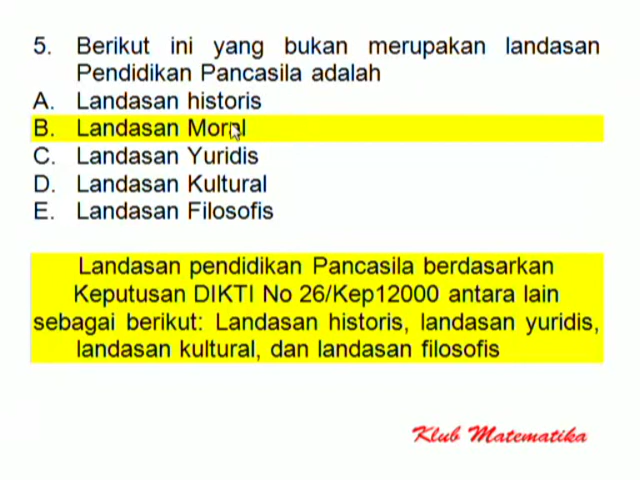 5. Berikut ini yang bukan merupakan landasan
Pendidikan Pancasila adalah
A. Landasan historis
B. Landasan Moral
C. Landasan Yuridis
D. Landasan Kultural
E. Landasan Filosofis
Landasan pendidikan Pancasila berdasarkan
Keputusan DIKTI No 26/Kep12000 antara lain
sebagai berikut: Landasan historis, landasan yuridis,
landasan kultural, dan landasan filosofis
Klub Matematika